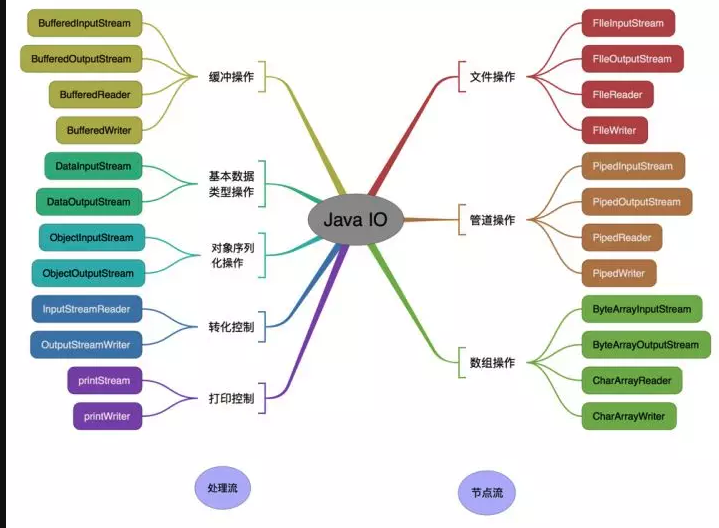 BufferedInputStream
BufferedOutputStream
BufferedReader
BufferedWriter
缓冲操作
DataInputStream
DataOutputStream
基本数据
类型操作
ObjectInputStream
ObjectOutputStream
对象序列
化操作
InputStreamReader
OutputStreamWriter
转化控制
printStream
printWriter
打印控制
处理流
Java IO
文件操作
FIleInputStream
FIleOutputStream
FIleReader
FIleWriter
管道操作
PipedInputStream
PipedOutputStream
PipedReader
PipedWriter
数组操作
ByteArrayInputStream
ByteArrayOutputStream
CharArrayReader
CharArrayWriter
节点流